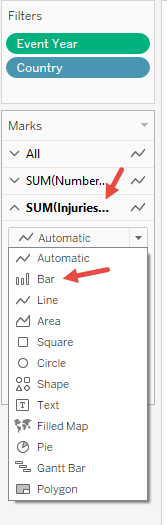 Filters
Event Year
Country
Marks
All
SUM(Number...
SUM(Injuries...
Automatic
Automatic
Bar
Line
Area
Square
Circle
Shape
Text
Filled Map
Pie
Gantt Bar
Polygon